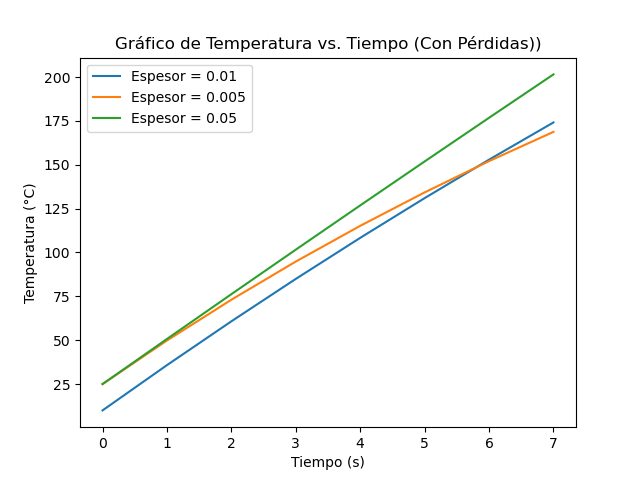 Gráfico de Temperatura vs. Tiempo (Con Pérdidas))
Espesor = 0.01
Espesor = 0.005
Espesor = 0.05
Temperatura (°C)
200
175
150
125
100
75
50
25
0 1 2 3 4 5 6 7
Tiempo (s)